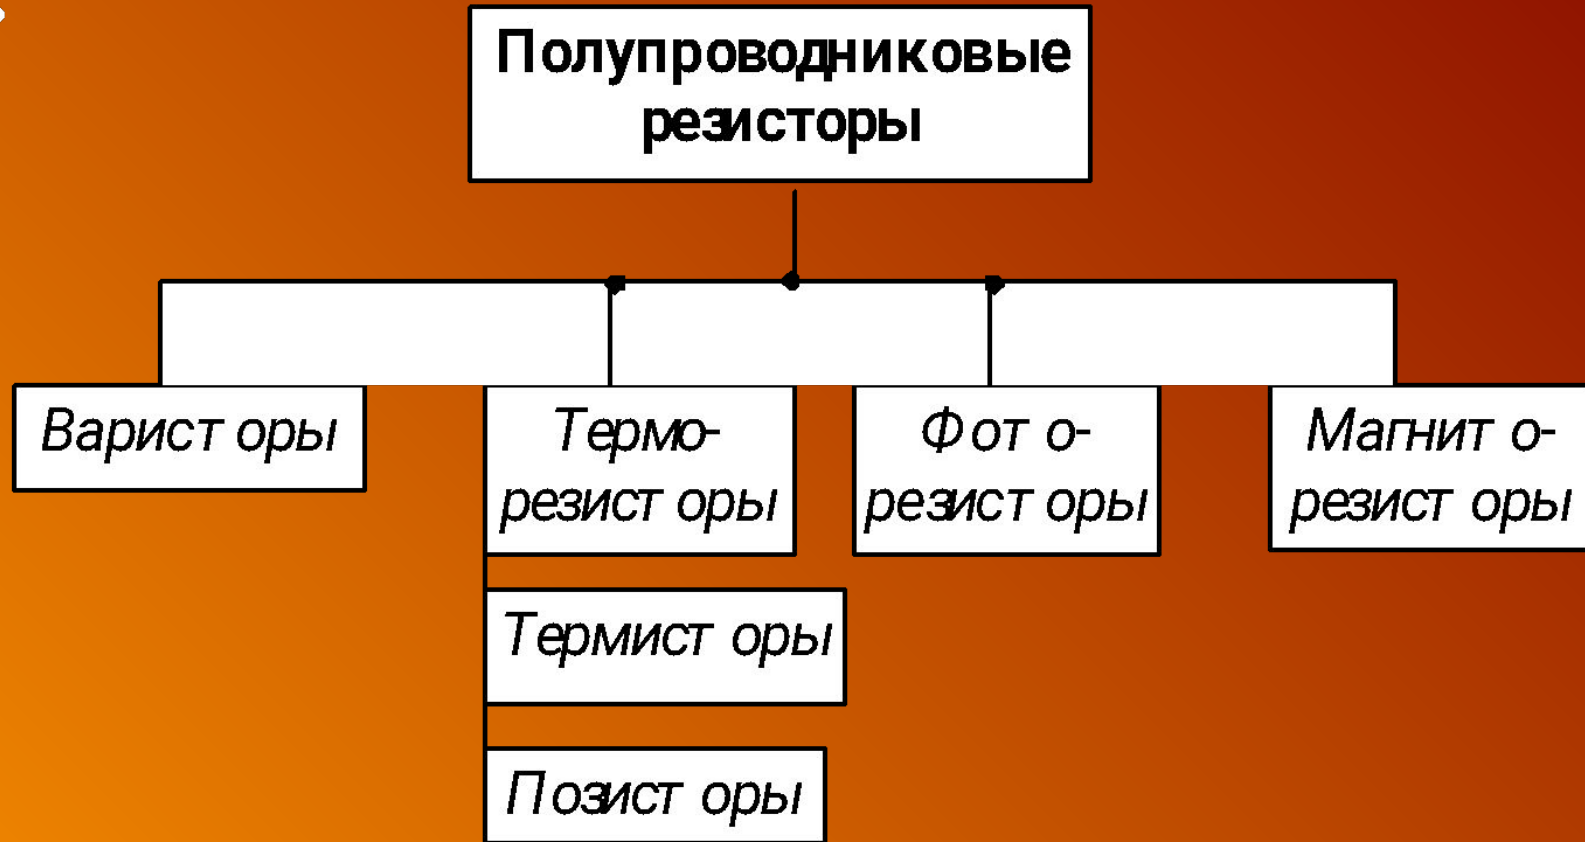 Полупроводниковые
резисторы
Варисторы
Термо-
резисторы
Фото-
резисторы
Магнито-
резисторы
Термисторы
Позисторы